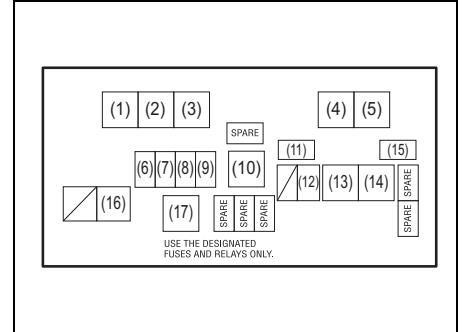 (1) (2) (3) (4) (5)
SPARE
(11) (15)
(6) (7) (8) (9) (10) (12) (13) (14) SPARE
(16) (17) SPARE SPARE SPARE SPARE
USE THE DESIGNATED
FUSES AND RELAYS ONLY.